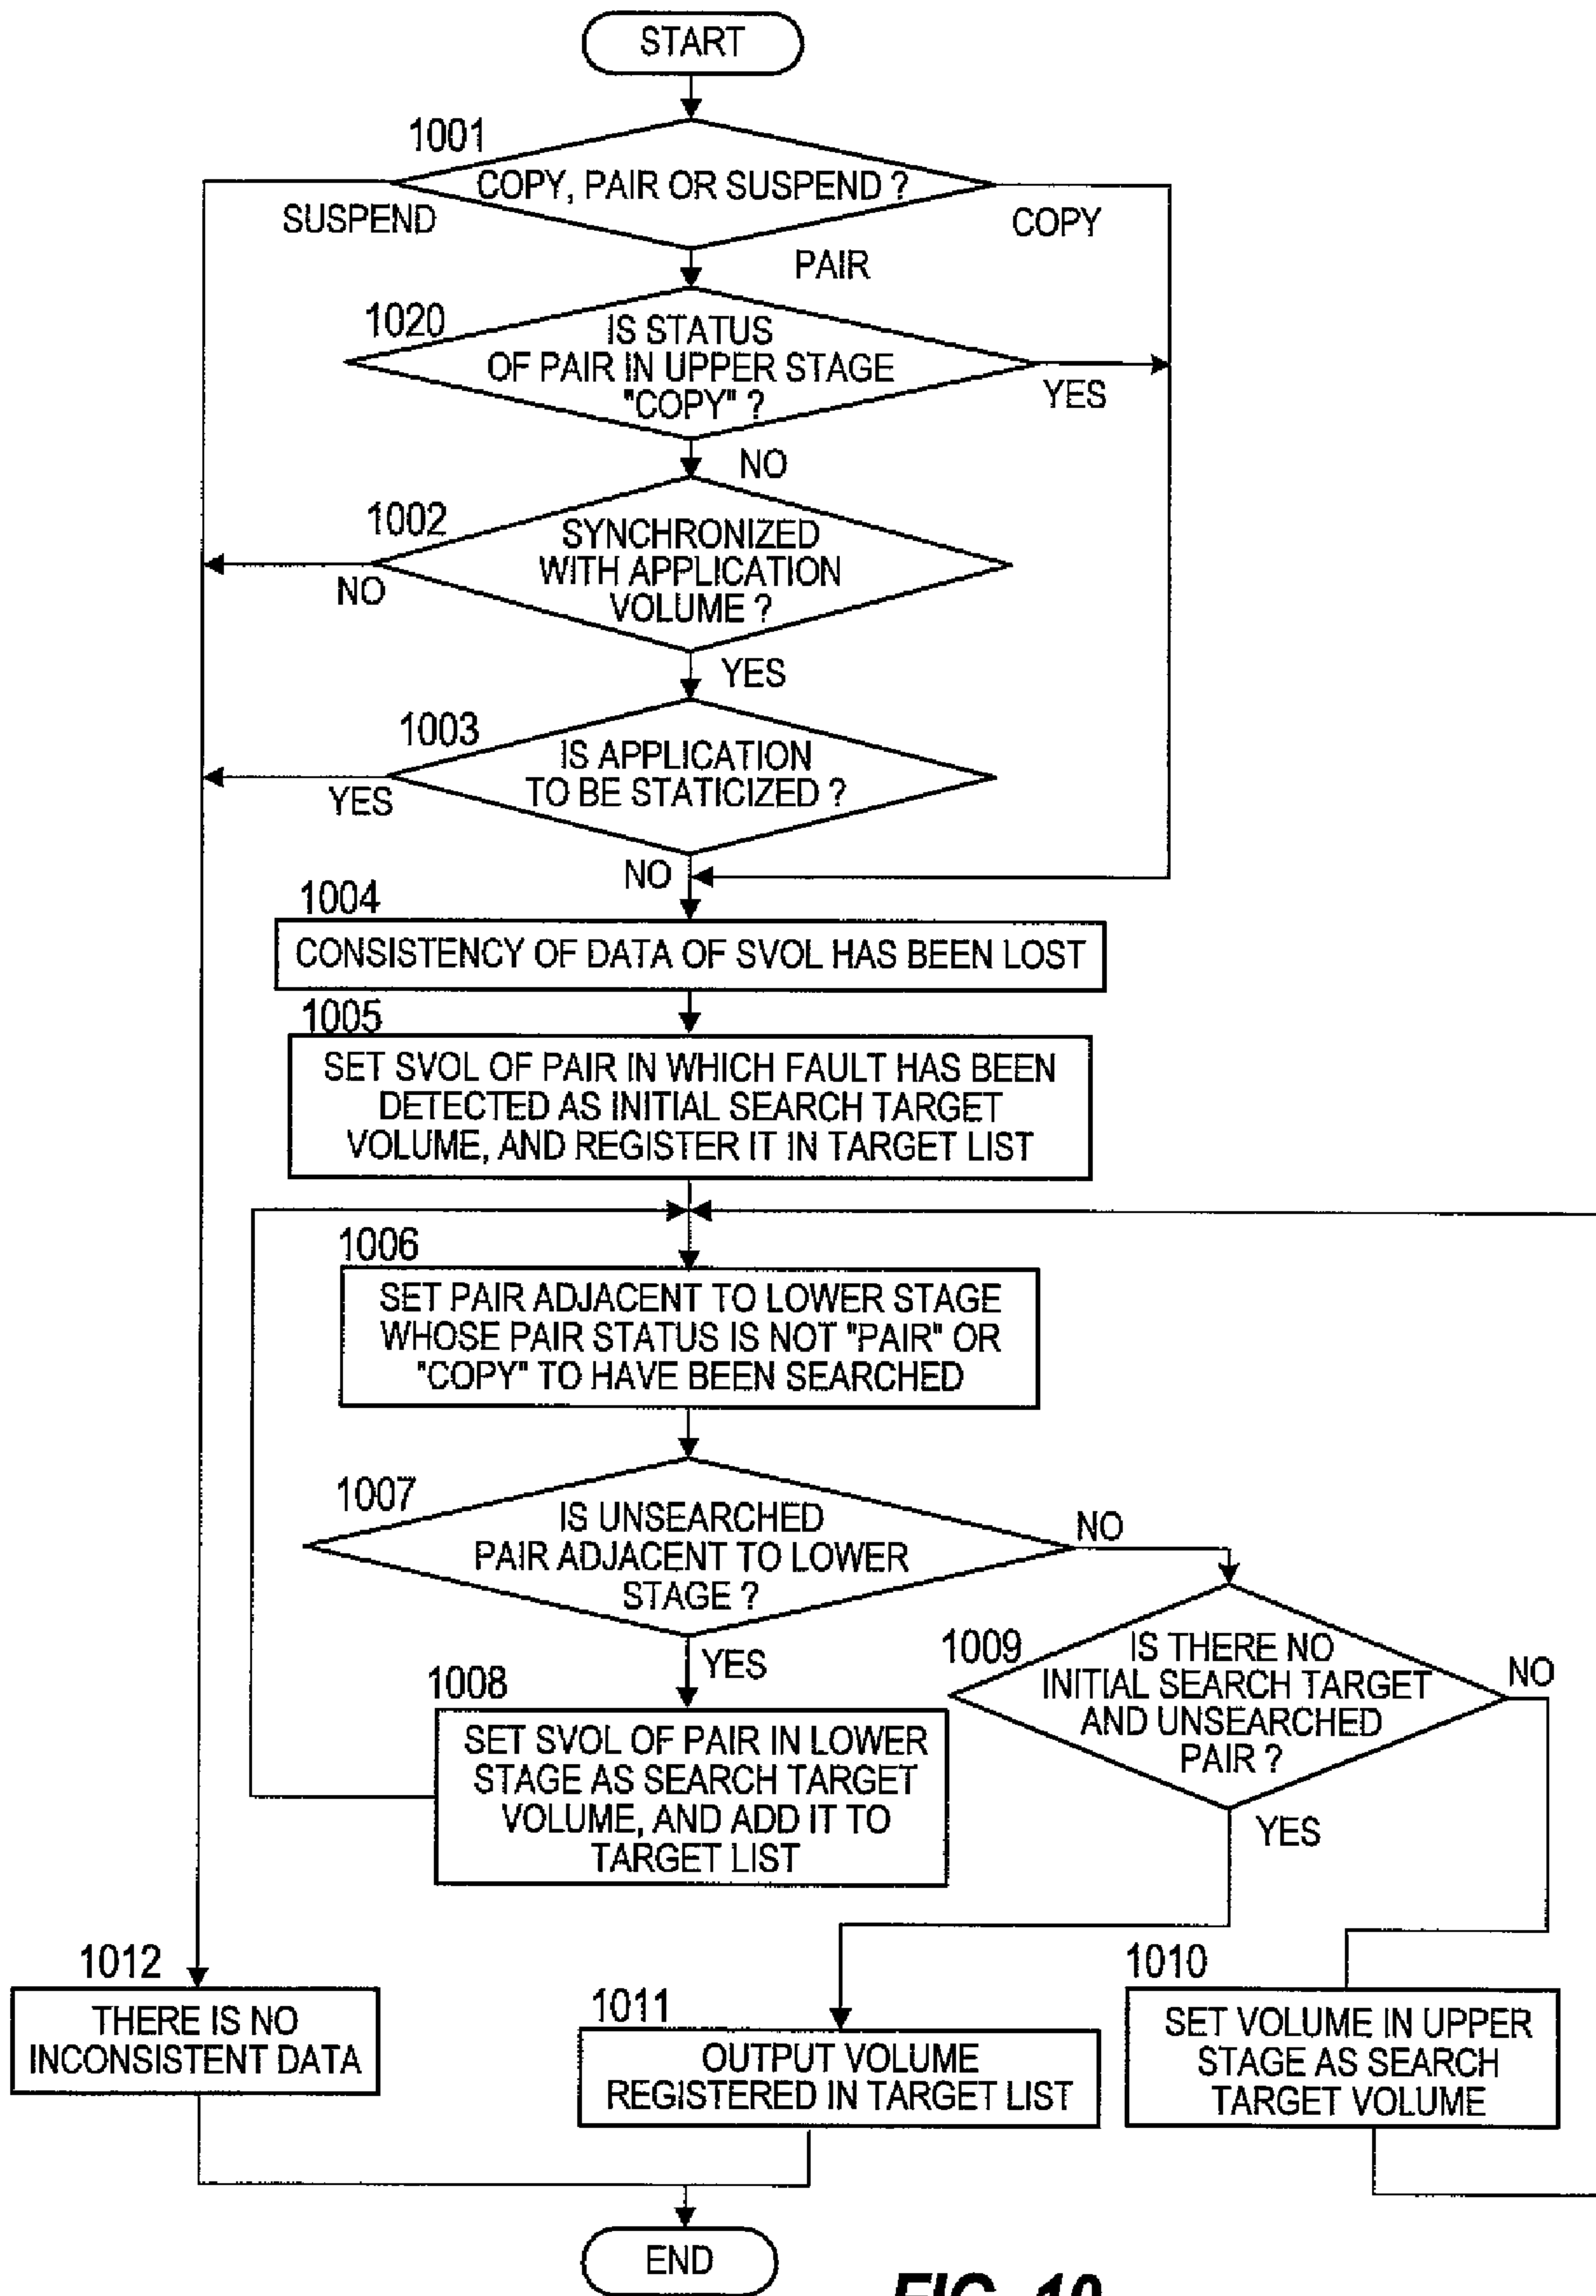 START
1001
COPY, PAIR OR SUSPEND ?
SUSPEND
COPY
PAIR
1020
IS STATUS
OF PAIR IN UPPER STAGE
"COPY" ?
YES
NO
1002
SYNCHRONIZED
WITH APPLICATION
VOLUME ?
NO
YES
1003
IS APPLICATION
TO BE STATICIZED ?
YES
NO
1004
CONSISTENCY OF DATA OF SVOL HAS BEEN LOST
1005
SET SVOL OF PAIR IN WHICH FAULT HAS BEEN
DETECTED AS INITIAL SEARCH TARGET
VOLUME, AND REGISTER IT IN TARGET LIST
1006
SET PAIR ADJACENT TO LOWER STAGE
WHOSE PAIR STATUS IS NOT "PAIR" OR
"COPY" TO HAVE BEEN SEARCHED
1007
IS UNSEARCHED
PAIR ADJACENT TO LOWER
STAGE ?
NO
YES
1008
SET SVOL OF PAIR IN LOWER
STAGE AS SEARCH TARGET
VOLUME, AND ADD IT TO
TARGET LIST
1009
IS THERE NO
INITIAL SEARCH TARGET
AND UNSEARCHED
PAIR ?
NO
YES
1012
THERE IS NO
INCONSISTENT DATA
1011
OUTPUT VOLUME
REGISTERED IN TARGET LIST
1010
SET VOLUME IN UPPER
STAGE AS SEARCH
TARGET VOLUME
END
FIG. 10